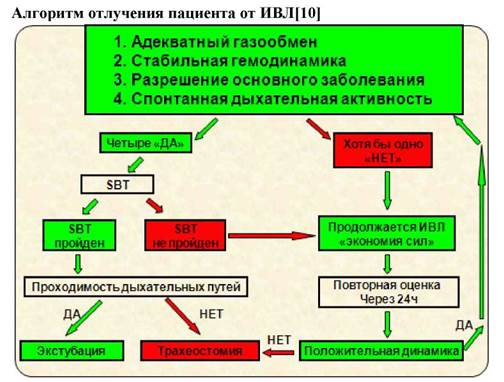 Алгоритм отлучения пациента от ИВЛ[10]
1. Адекватный газообмен
2. Стабильная гемодинамика
3. Разрешение основного заболевания
4. Спонтанная дыхательная активность
Четыре «ДА»
Хотя бы одно
«НЕТ»
SBT
SBT
пройден
SBT
не пройден
Продолжается ИВЛ
«экономия сил»
Проходимость дыхательных путей
Повторная оценка
Через 24ч
ДА
НЕТ
НЕТ
ДА
Экстубация
Трахеостомия
Положительная динамика